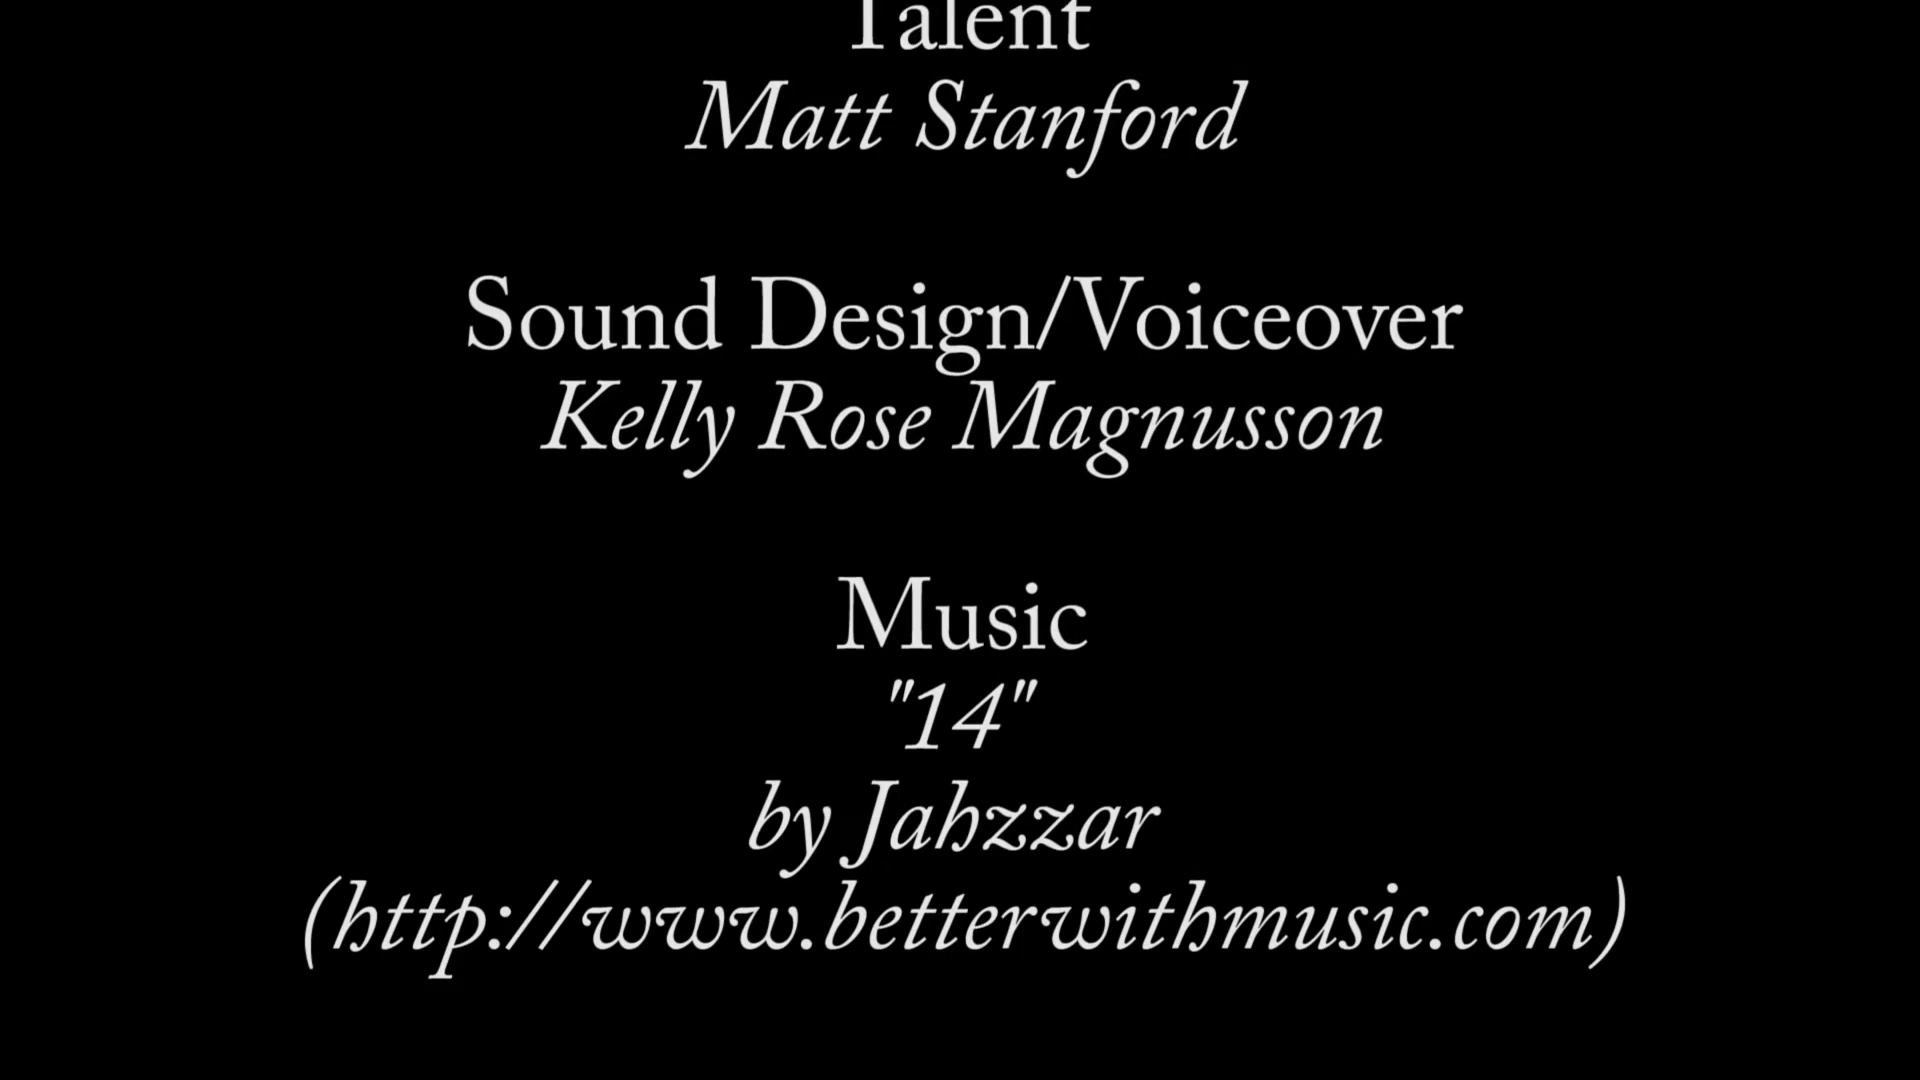 Talent
Matt Stanford
Sound Design/Voiceover
Kelly Rose Magnusson
Music
"14"
by Jahzzar
(http://www.betterwithmusic.com)